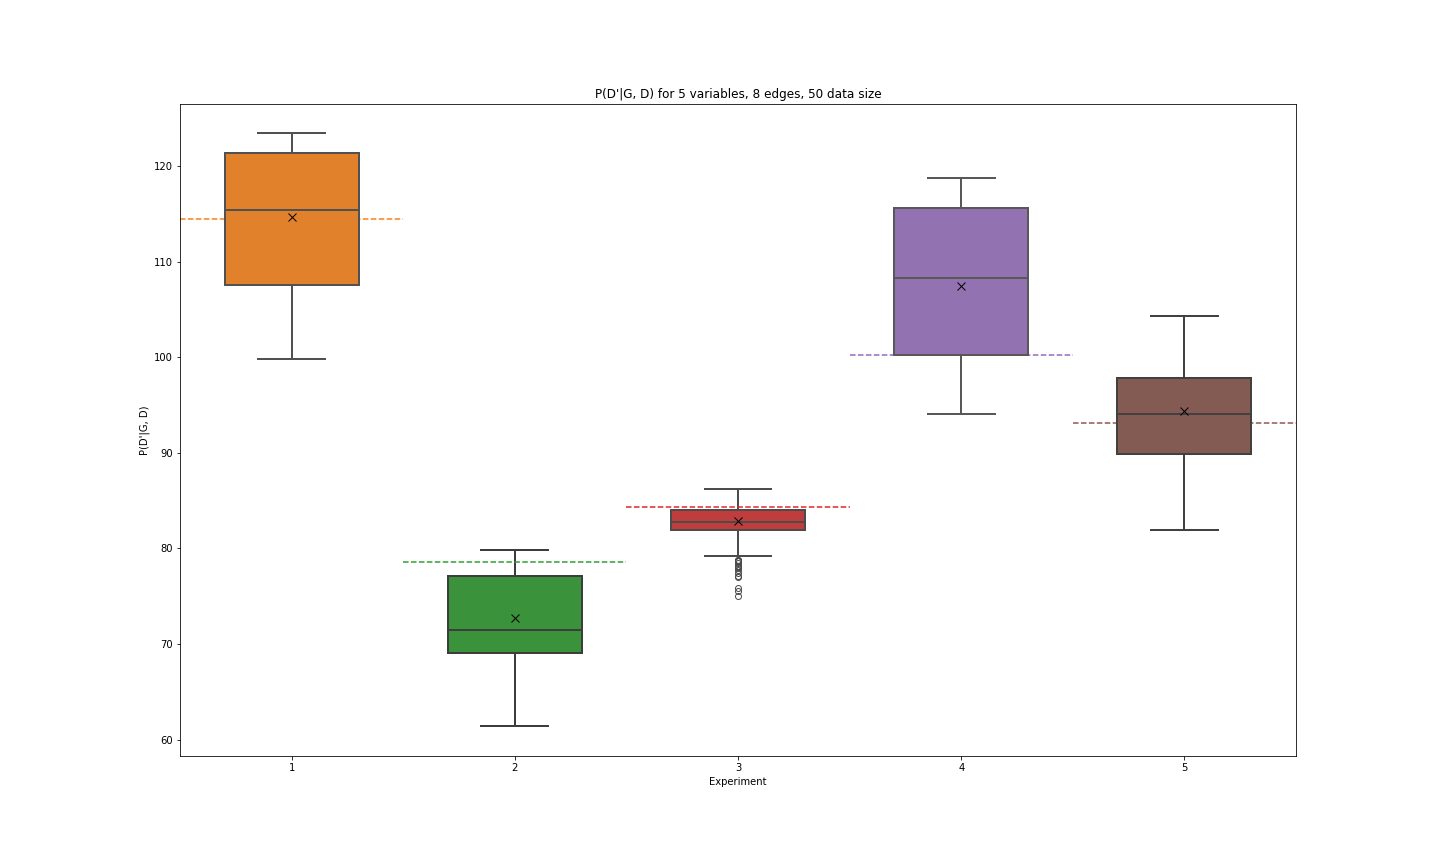 P(D'|G, D) for 5 variables, 8 edges, 50 data size
120
110
100
90
80
70
60
P(D'|G, D)
1 2 3 4 5
Experiment